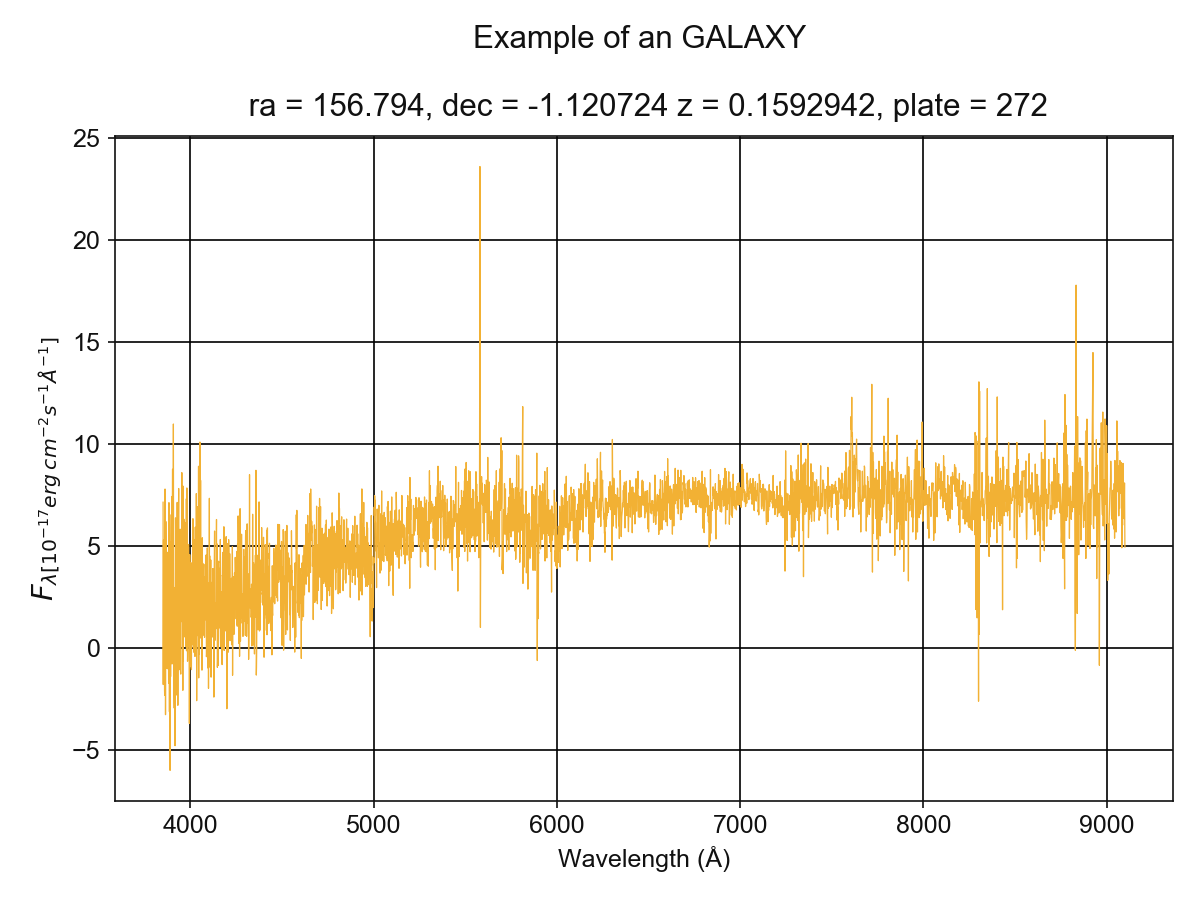 Example of an GALAXY
ra = 156.794, dec = -1.120724 z = 0.1592942, plate = 272
25
20
15
10
5
0
−5
F_λ[10^{−17} erg cm^{−2} s^{−1} Å^{−1}]
4000 5000 6000 7000 8000 9000
Wavelength (Å)